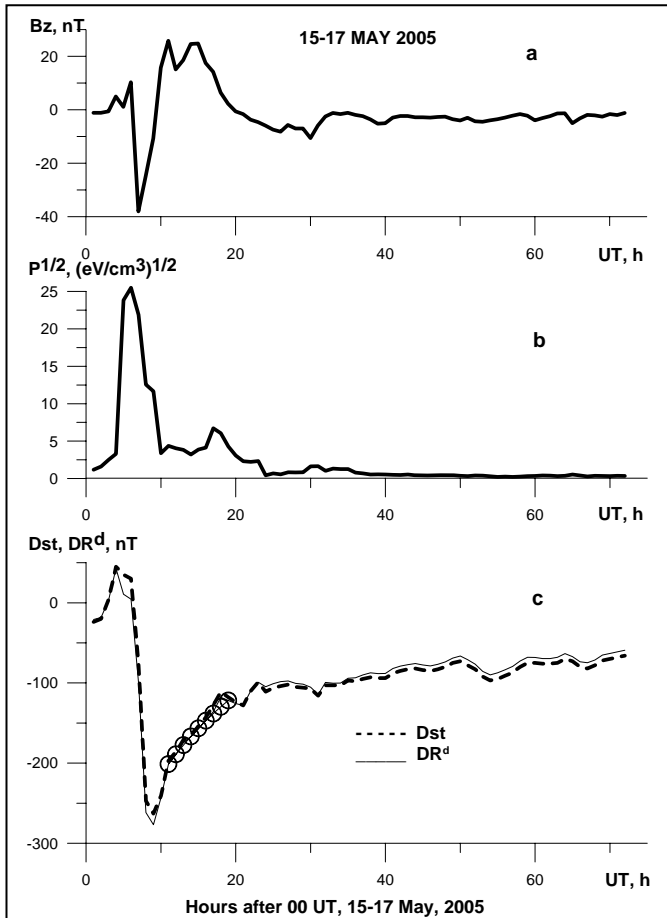 Bz, nT
15-17 MAY 2005
a
20
0
-20
-40
0 20 40 60
UT, h
P1/2, (eV/cm3)1/2
b
25
20
15
10
5
0
0 20 40 60
UT, h
Dst, DRd, nT
c
0
-100
-200
-300
Dst
DRd
0 20 40 60
UT, h
Hours after 00 UT, 15-17 May, 2005